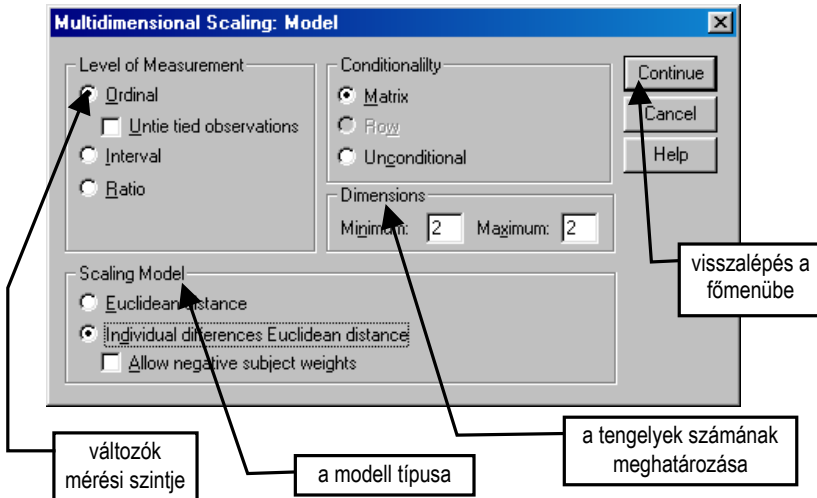 Multidimensional Scaling: Model
Level of Measurement
Ordinal
Untie tied observations
Interval
Ratio
Conditionalilty
Matrix
Row
Unconditional
Dimensions
Minimum: 2 Maximum: 2
Scaling Model
Euclidean distance
Individual differences Euclidean distance
Allow negative subject weights
Continue
Cancel
Help
visszalépés a
főmenübe
változók
mérési szintje
a modell típusa
a tengelyek számának
meghatározása